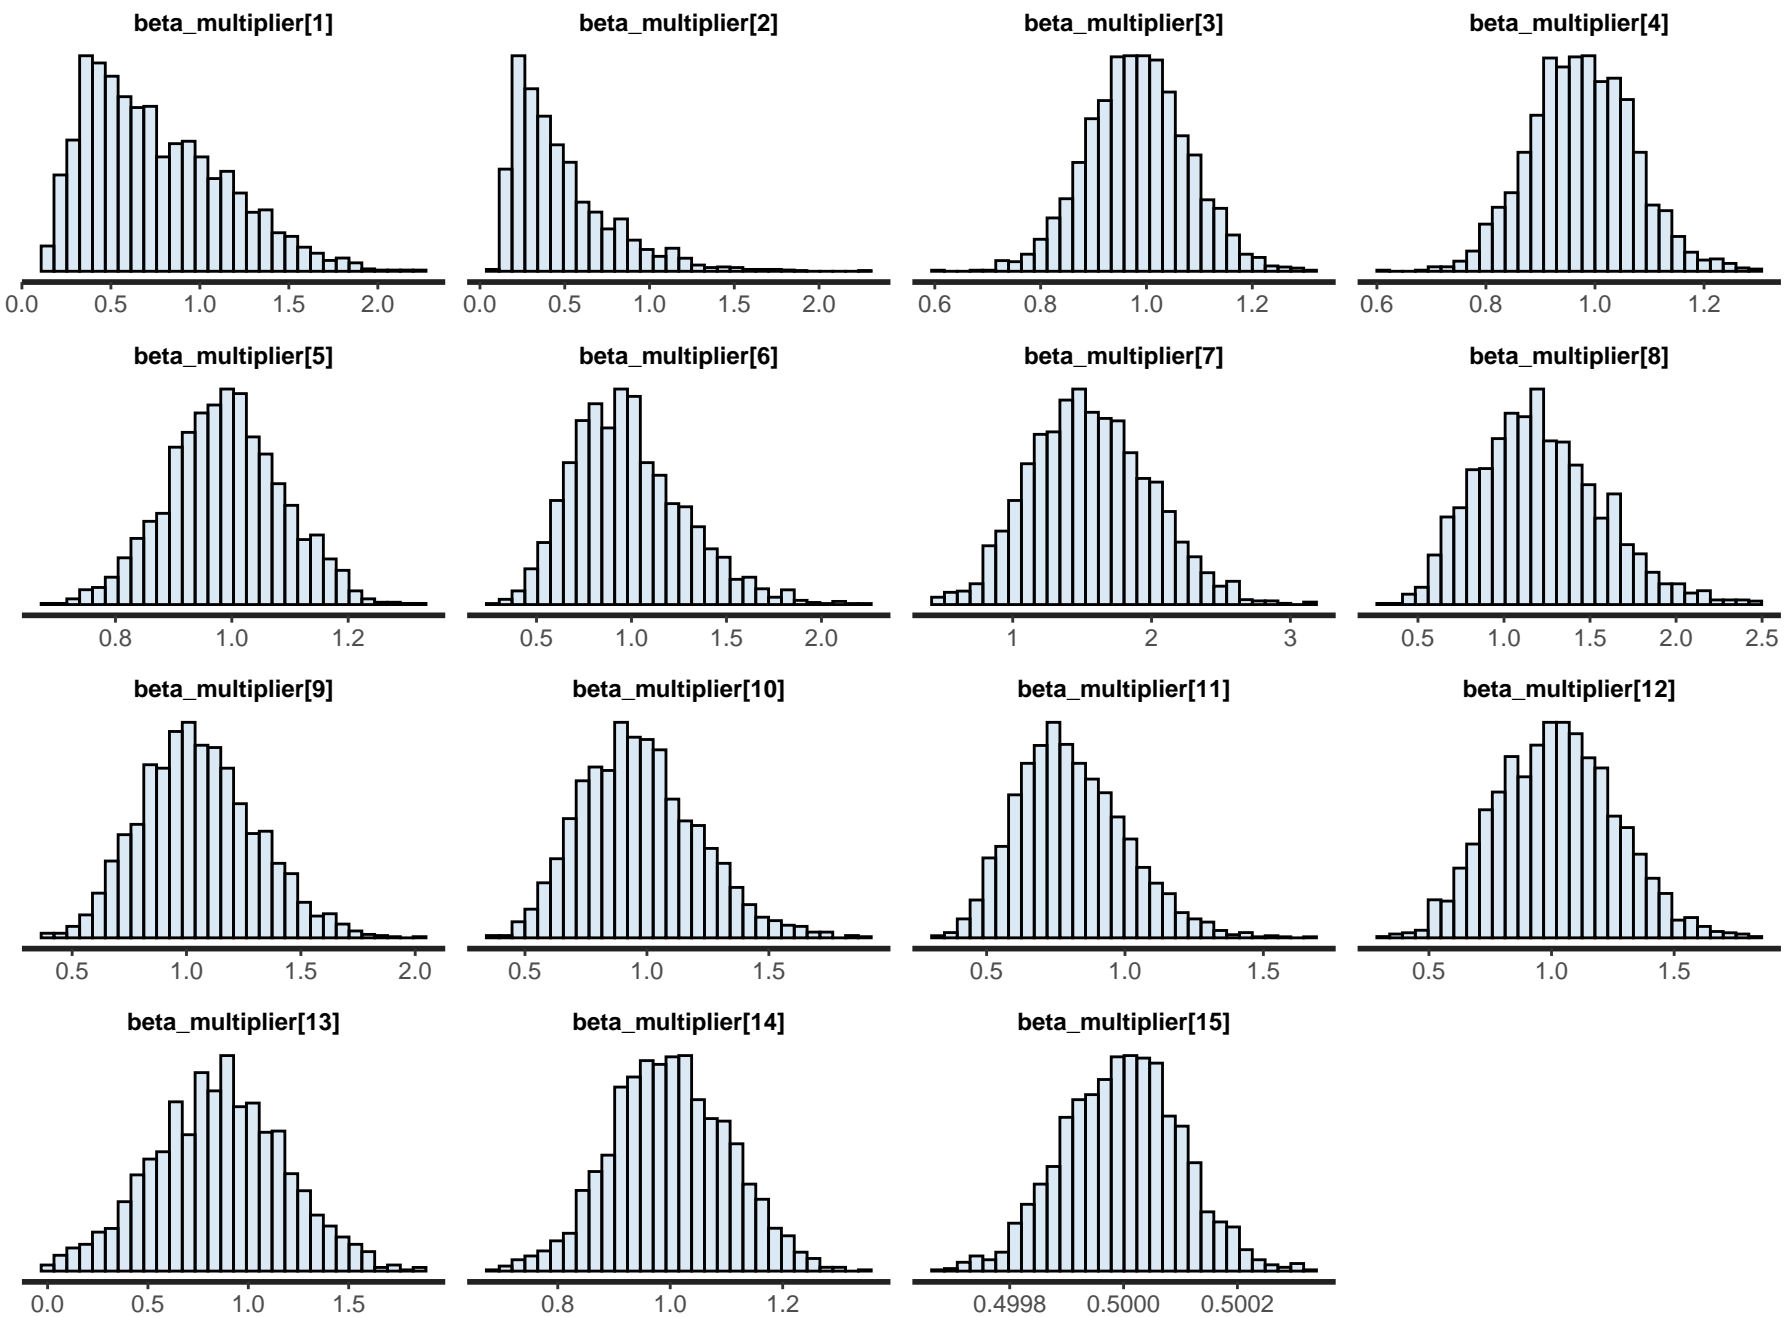 beta_multiplier[1] beta_multiplier[2] beta_multiplier[3] beta_multiplier[4]
0.0 0.5 1.0 1.5 2.0 0.0 0.5 1.0 1.5 2.0 0.6 0.8 1.0 1.2 0.6 0.8 1.0 1.2
beta_multiplier[5] beta_multiplier[6] beta_multiplier[7] beta_multiplier[8]
0.8 1.0 1.2 0.5 1.0 1.5 2.0 1 2 3 0.5 1.0 1.5 2.0 2.5
beta_multiplier[9] beta_multiplier[10] beta_multiplier[11] beta_multiplier[12]
0.5 1.0 1.5 2.0 0.5 1.0 1.5 0.5 1.0 1.5 0.5 1.0 1.5
beta_multiplier[13] beta_multiplier[14] beta_multiplier[15]
0.0 0.5 1.0 1.5 0.8 1.0 1.2 0.4998 0.5000 0.5002